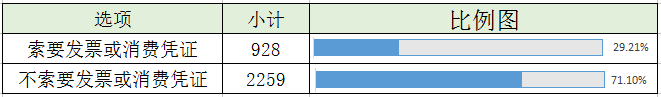 选项 小计 比例图
索要发票或消费凭证 928 29.21%
不索要发票或消费凭证 2259 71.10%